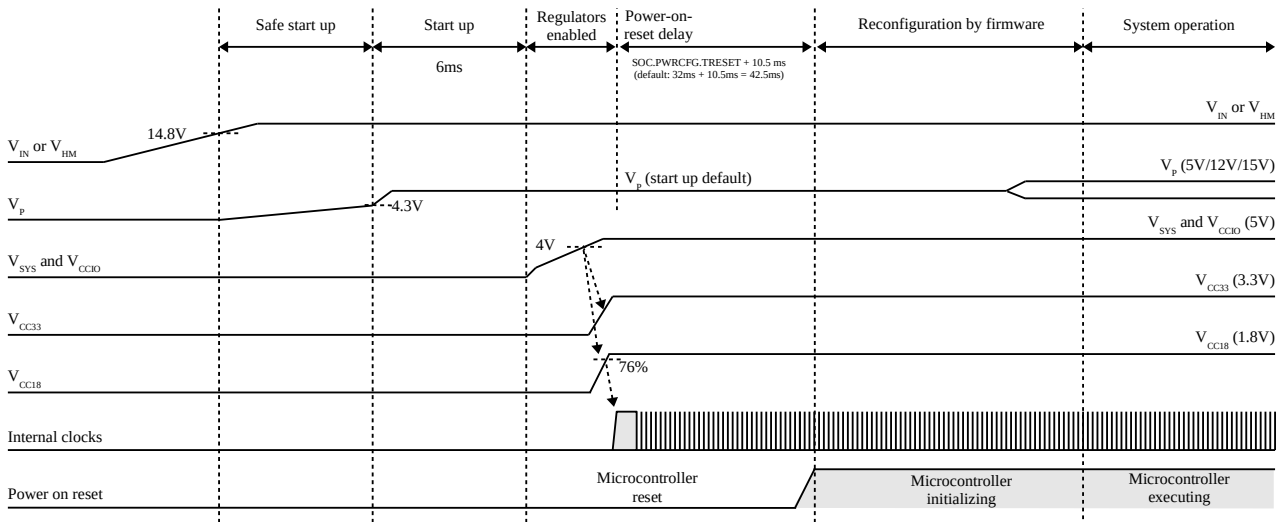 Safe start up
Start up
Regulators
enabled
Power-on-
reset delay
Reconfiguration by firmware
System operation
6ms
SOC.PWRCFG.TRESET + 10.5 ms
(default: 32ms + 10.5ms = 42.5ms)
VIN or VHM
14.8V
VIN or VHM
VP (5V/12V/15V)
VP (start up default)
VP
4.3V
VSYS and VCCIO (5V)
4V
VSYS and VCCIO
VCC33 (3.3V)
VCC33
VCC18 (1.8V)
VCC18
76%
Internal clocks
Power on reset
Microcontroller
reset
Microcontroller
initializing
Microcontroller
executing